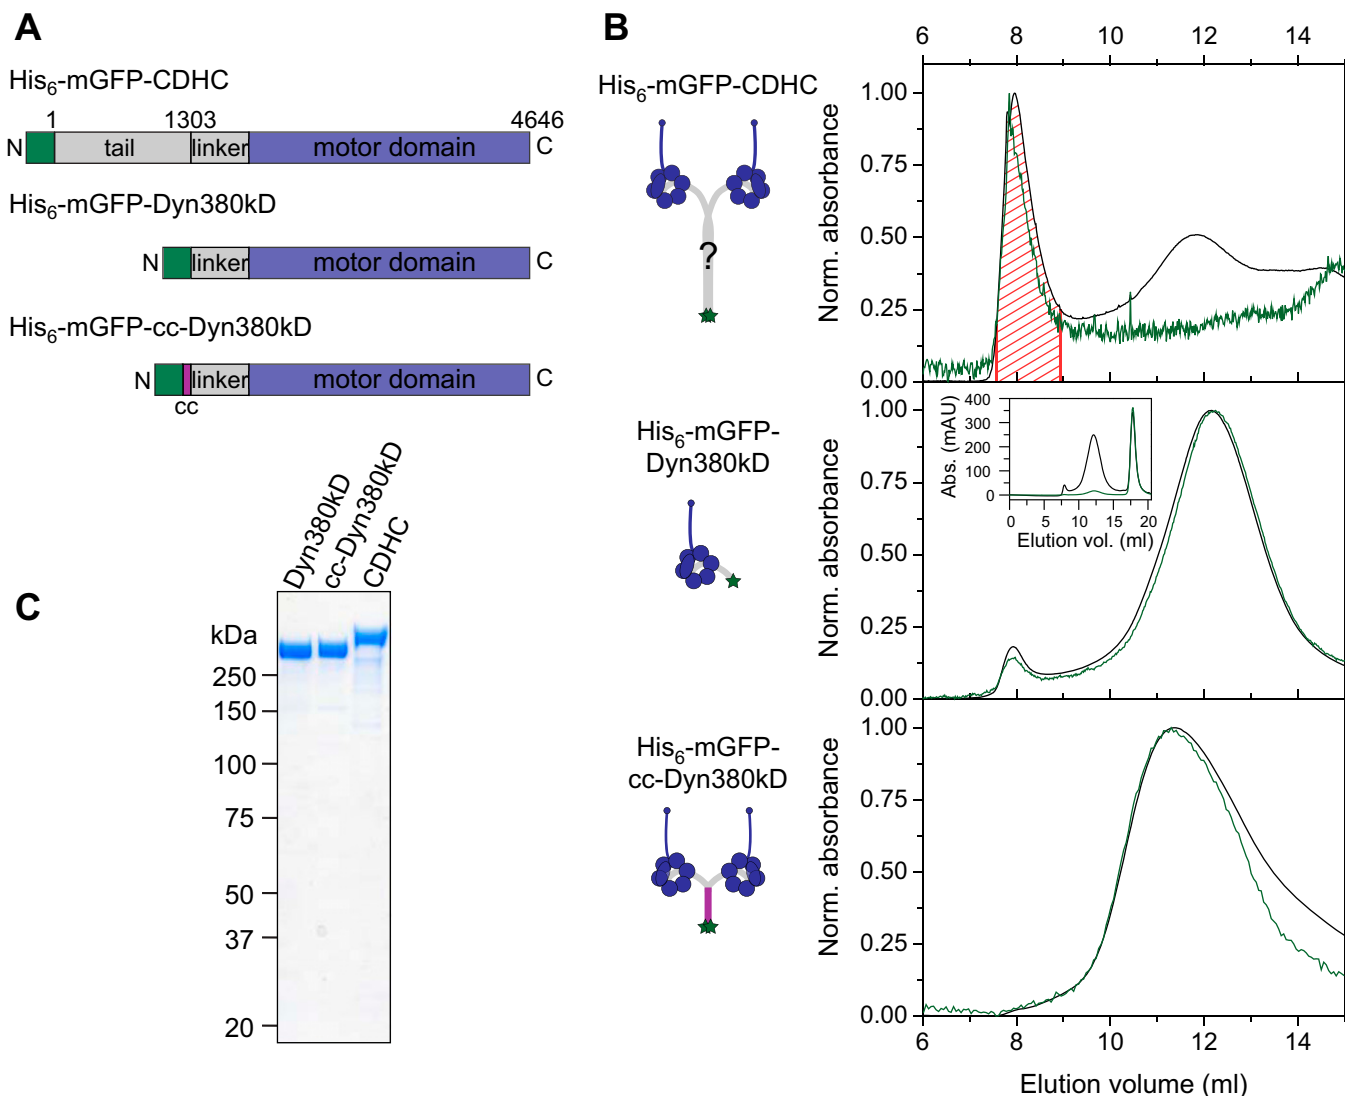 A
His6-mGFP-CDHC
1 1303 4646
N tail linker motor domain C
His6-mGFP-Dyn380kD
N linker motor domain C
His6-mGFP-cc-Dyn380kD
N linker motor domain C
cc
B
6 8 10 12 14
His6-mGFP-CDHC
?
Norm. absorbance
1.00
0.75
0.50
0.25
0.00
His6-mGFP-
Dyn380kD
Norm. absorbance
1.00
0.75
0.50
0.25
0.00
Abs. (mAU)
400
300
200
100
0
0 5 10 15 20
Elution vol. (ml)
His6-mGFP-
cc-Dyn380kD
Norm. absorbance
1.00
0.75
0.50
0.25
0.00
6 8 10 12 14
Elution volume (ml)
C
Dyn380kD
cc-Dyn380kD
CDHC
kDa
250
150
100
75
50
37
20